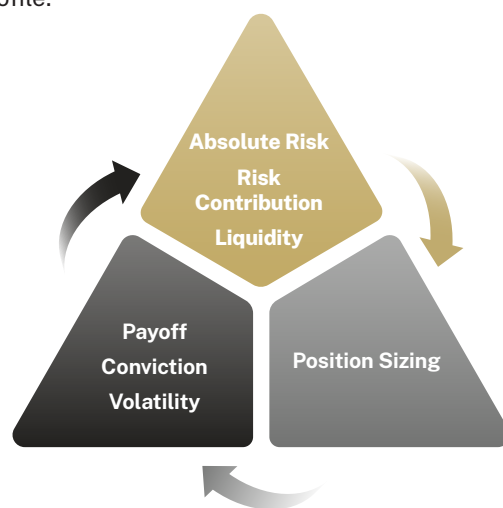 Absolute Risk
Risk
Contribution
Liquidity
Payoff
Conviction
Volatility
Position Sizing